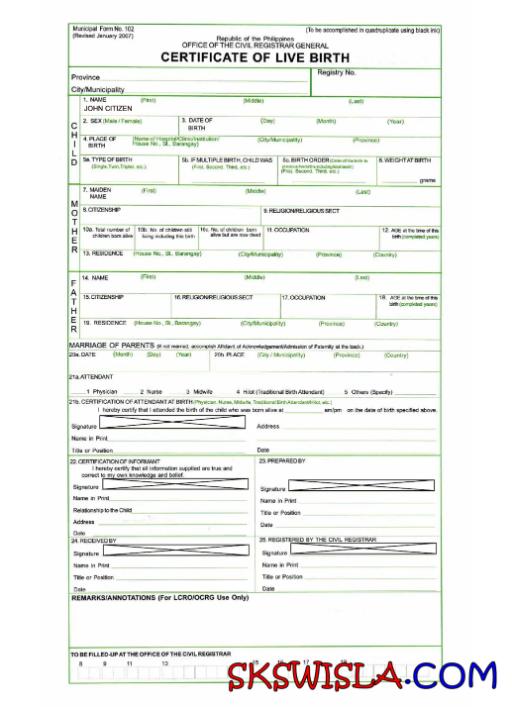 Municipal Form No. 102 (To be accomplished in quadruplicate using black ink)
(Revised January 2007) Republic of the Philippines
OFFICE OF THE CIVIL REGISTRAR GENERAL
CERTIFICATE OF LIVE BIRTH
Province Registry No.
City/Municipality
CHILD
1. NAME (First) (Middle) (Last)
JOHN CITIZEN
2. SEX (Male / Female) 3. DATE OF BIRTH (Day) (Month) (Year)
4. PLACE OF BIRTH (Name of Hospital/Clinic/Institution/ House No., St., Barangay) (City/Municipality) (Province)
5a. TYPE OF BIRTH 5b. IF MULTIPLE BIRTH, CHILD WAS 5c. BIRTH ORDER 6. WEIGHT AT BIRTH
(Single, Twin, Triplet, etc.) (First, Second, Third, etc.) (First, Second, Third, etc.)
grams
MOTHER
7. MAIDEN NAME (First) (Middle) (Last)
8. CITIZENSHIP 9. RELIGION/RELIGIOUS SECT
10a. Total number of children born alive 10b. No. of children still living including this birth 10c. No. of children born alive but are now dead 11. OCCUPATION 12. AGE at the time of this birth (completed years)
13. RESIDENCE (House No., St., Barangay) (City/Municipality) (Province) (Country)
FATHER
14. NAME (First) (Middle) (Last)
15. CITIZENSHIP 16. RELIGION/RELIGIOUS SECT 17. OCCUPATION 18. AGE at the time of this birth (completed years)
19. RESIDENCE (House No., St., Barangay) (City/Municipality) (Province) (Country)
MARRIAGE OF PARENTS (If not married, accomplish Affidavit of Acknowledgement/Admission of Paternity at the back.)
20a. DATE (Month) (Day) (Year) 20b. PLACE (City / Municipality) (Province) (Country)
21a. ATTENDANT
1 Physician 2 Nurse 3 Midwife 4 Hilot (Traditional Birth Attendant) 5 Others (Specify)
21b. CERTIFICATION OF ATTENDANT AT BIRTH (Physician, Nurse, Midwife, Traditional Birth Attendant/Hilot, etc.)
I hereby certify that I attended the birth of the child who was born alive at am/pm on the date of birth specified above.
Signature Address
Name in Print
Title or Position Date
22. CERTIFICATION OF INFORMANT 23. PREPARED BY
I hereby certify that all information supplied are true and
correct to my own knowledge and belief.
Signature Signature
Name in Print Name in Print
Relationship to the Child Title or Position
Address Date
Date
24. RECEIVED BY 25. REGISTERED BY THE CIVIL REGISTRAR
Signature Signature
Name in Print Name in Print
Title or Position Title or Position
Date Date
REMARKS/ANNOTATIONS (For LCRO/OCRG Use Only)
TO BE FILLED-UP AT THE OFFICE OF THE CIVIL REGISTRAR
8 9 11 13 15 16 17
SKSWISLA.COM